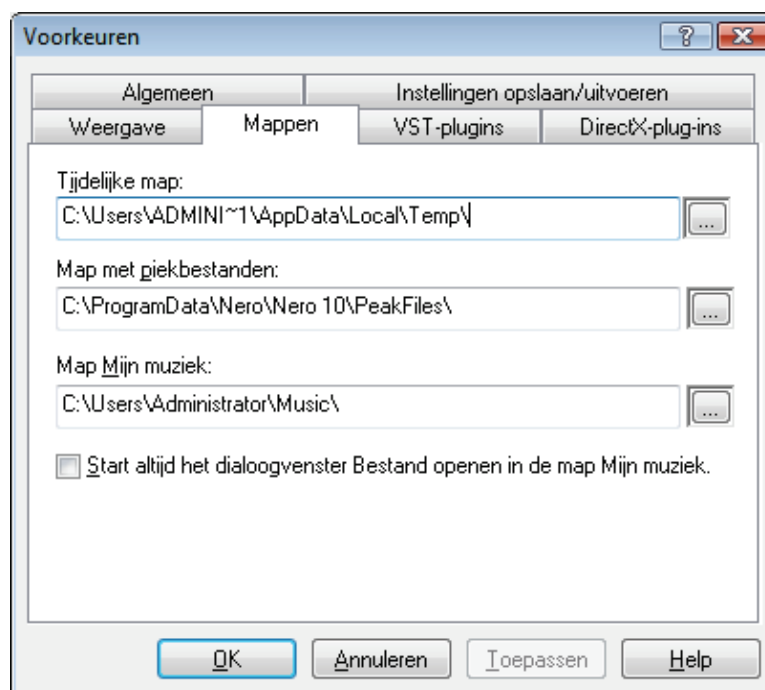 Voorkeuren
Algemeen Instellingen opslaan/uitvoeren
Weergave Mappen VST-plugins DirectX-plug-ins
Tijdelijke map:
C:\Users\ADMINI~1\AppData\Local\Temp\
...
Map met piekbestanden:
C:\ProgramData\Nero\Nero 10\PeakFiles\
...
Map Mijn muziek:
C:\Users\Administrator\Music\
...
Start altijd het dialoogvenster Bestand openen in de map Mijn muziek.
OK Annuleren Toepassen Help